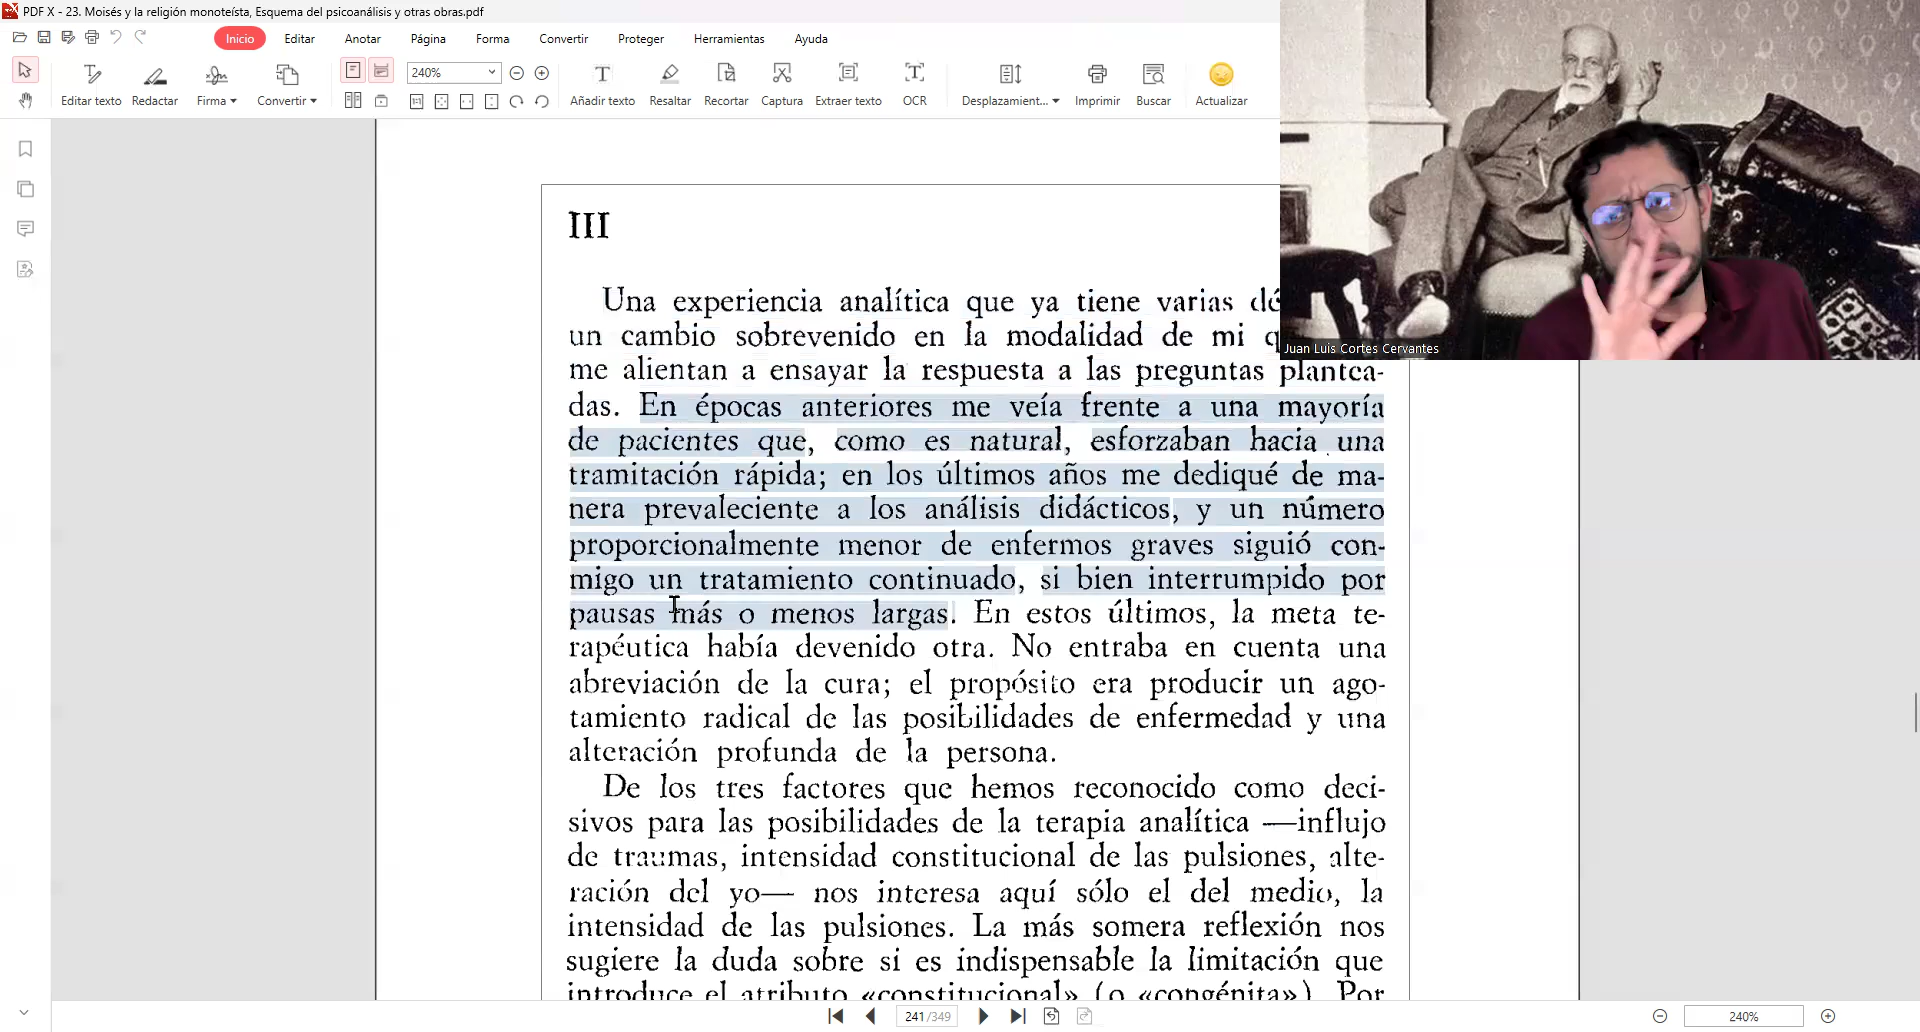 PDF X - 23. Moisés y la religión monoteísta, Esquema del psicoanálisis y otras obras.pdf
Inicio Editar Anotar Página Forma Convertir Proteger Herramientas Ayuda
240%
Editar texto Redactar Firma Convertir Añadir texto Resaltar Recortar Captura Extraer texto OCR Desplazamient... Imprimir Buscar Actualizar
Juan Luis Cortes Cervantes
III
Una experiencia analítica que ya tiene varias dé
un cambio sobrevenido en la modalidad de mi q
me alientan a ensayar la respuesta a las preguntas plantea-
das. En épocas anteriores me veía frente a una mayoría
de pacientes que, como es natural, esforzaban hacia una
tramitación rápida; en los últimos años me dediqué de ma-
nera prevaleciente a los análisis didácticos, y un número
proporcionalmente menor de enfermos graves siguió con-
migo un tratamiento continuado, si bien interrumpido por
pausas más o menos largas. En estos últimos, la meta te-
rapéutica había devenido otra. No entraba en cuenta una
abreviación de la cura; el propósito era producir un ago-
tamiento radical de las posibilidades de enfermedad y una
alteración profunda de la persona.
De los tres factores que hemos reconocido como deci-
sivos para las posibilidades de la terapia analítica —influjo
de traumas, intensidad constitucional de las pulsiones, alte-
ración del yo— nos interesa aquí sólo el del medio, la
intensidad de las pulsiones. La más somera reflexión nos
sugiere la duda sobre si es indispensable la limitación que
introduce el atributo «constitucional» (o «congénita»). Por
241 /349
240%